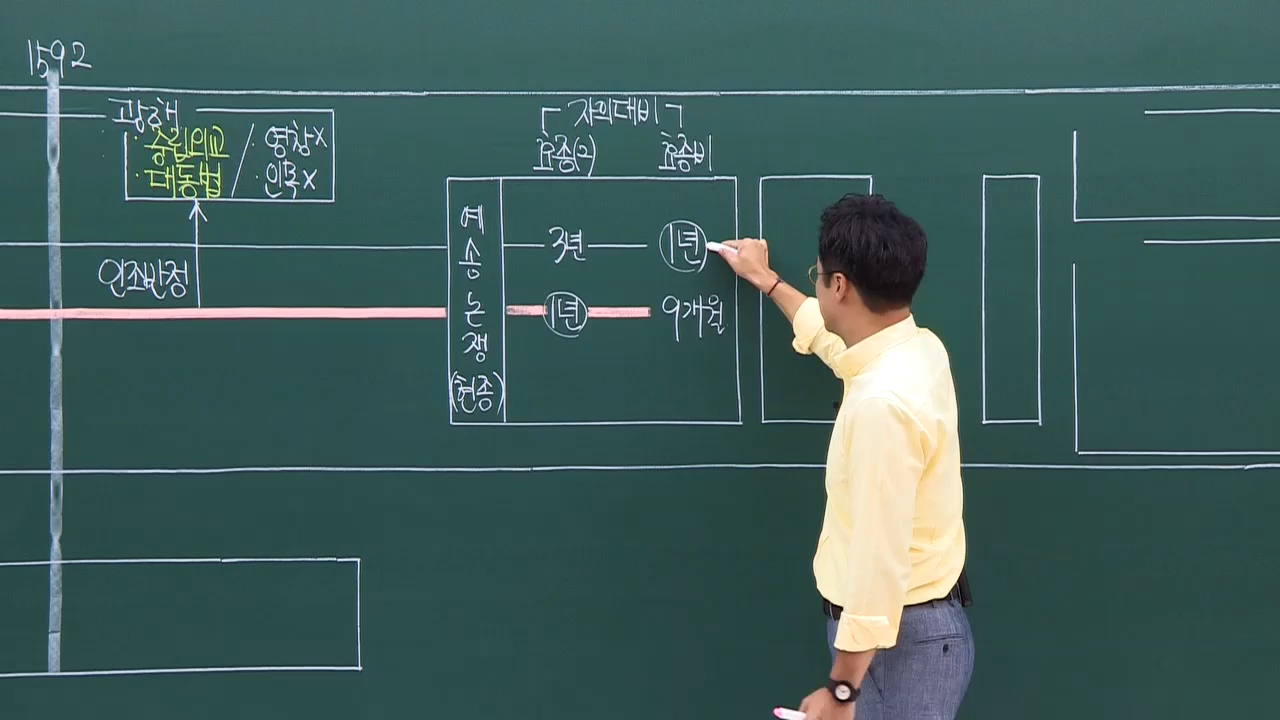 1592
광해
· 중립외교 / · 영창x
· 대동법 · 인목x
인조반정
자의대비
효종(2) 효종비
예송논쟁(현종)
3년 1년
1년 9개월